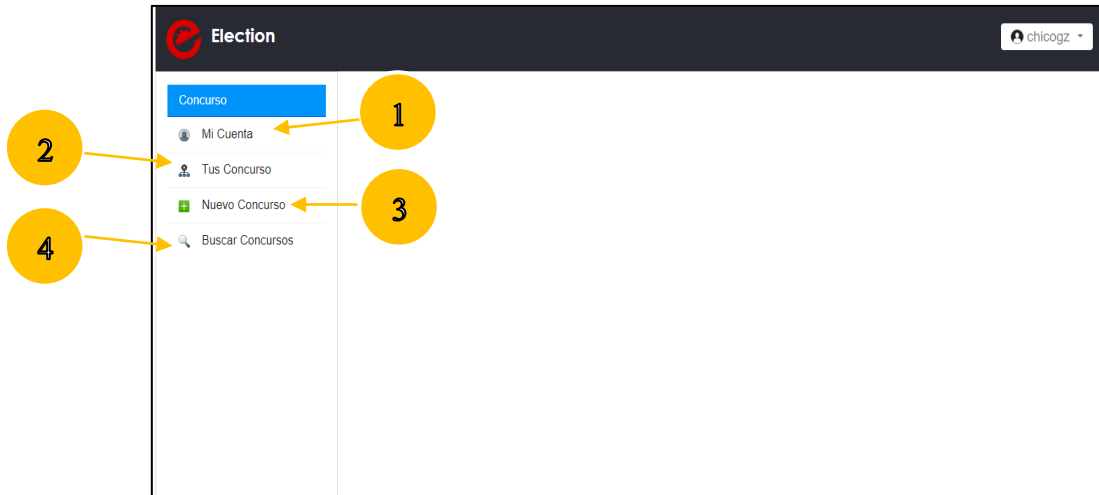 Election
chicogz
Concurso
1
Mi Cuenta
2
Tus Concurso
Nuevo Concurso
3
4
Buscar Concursos